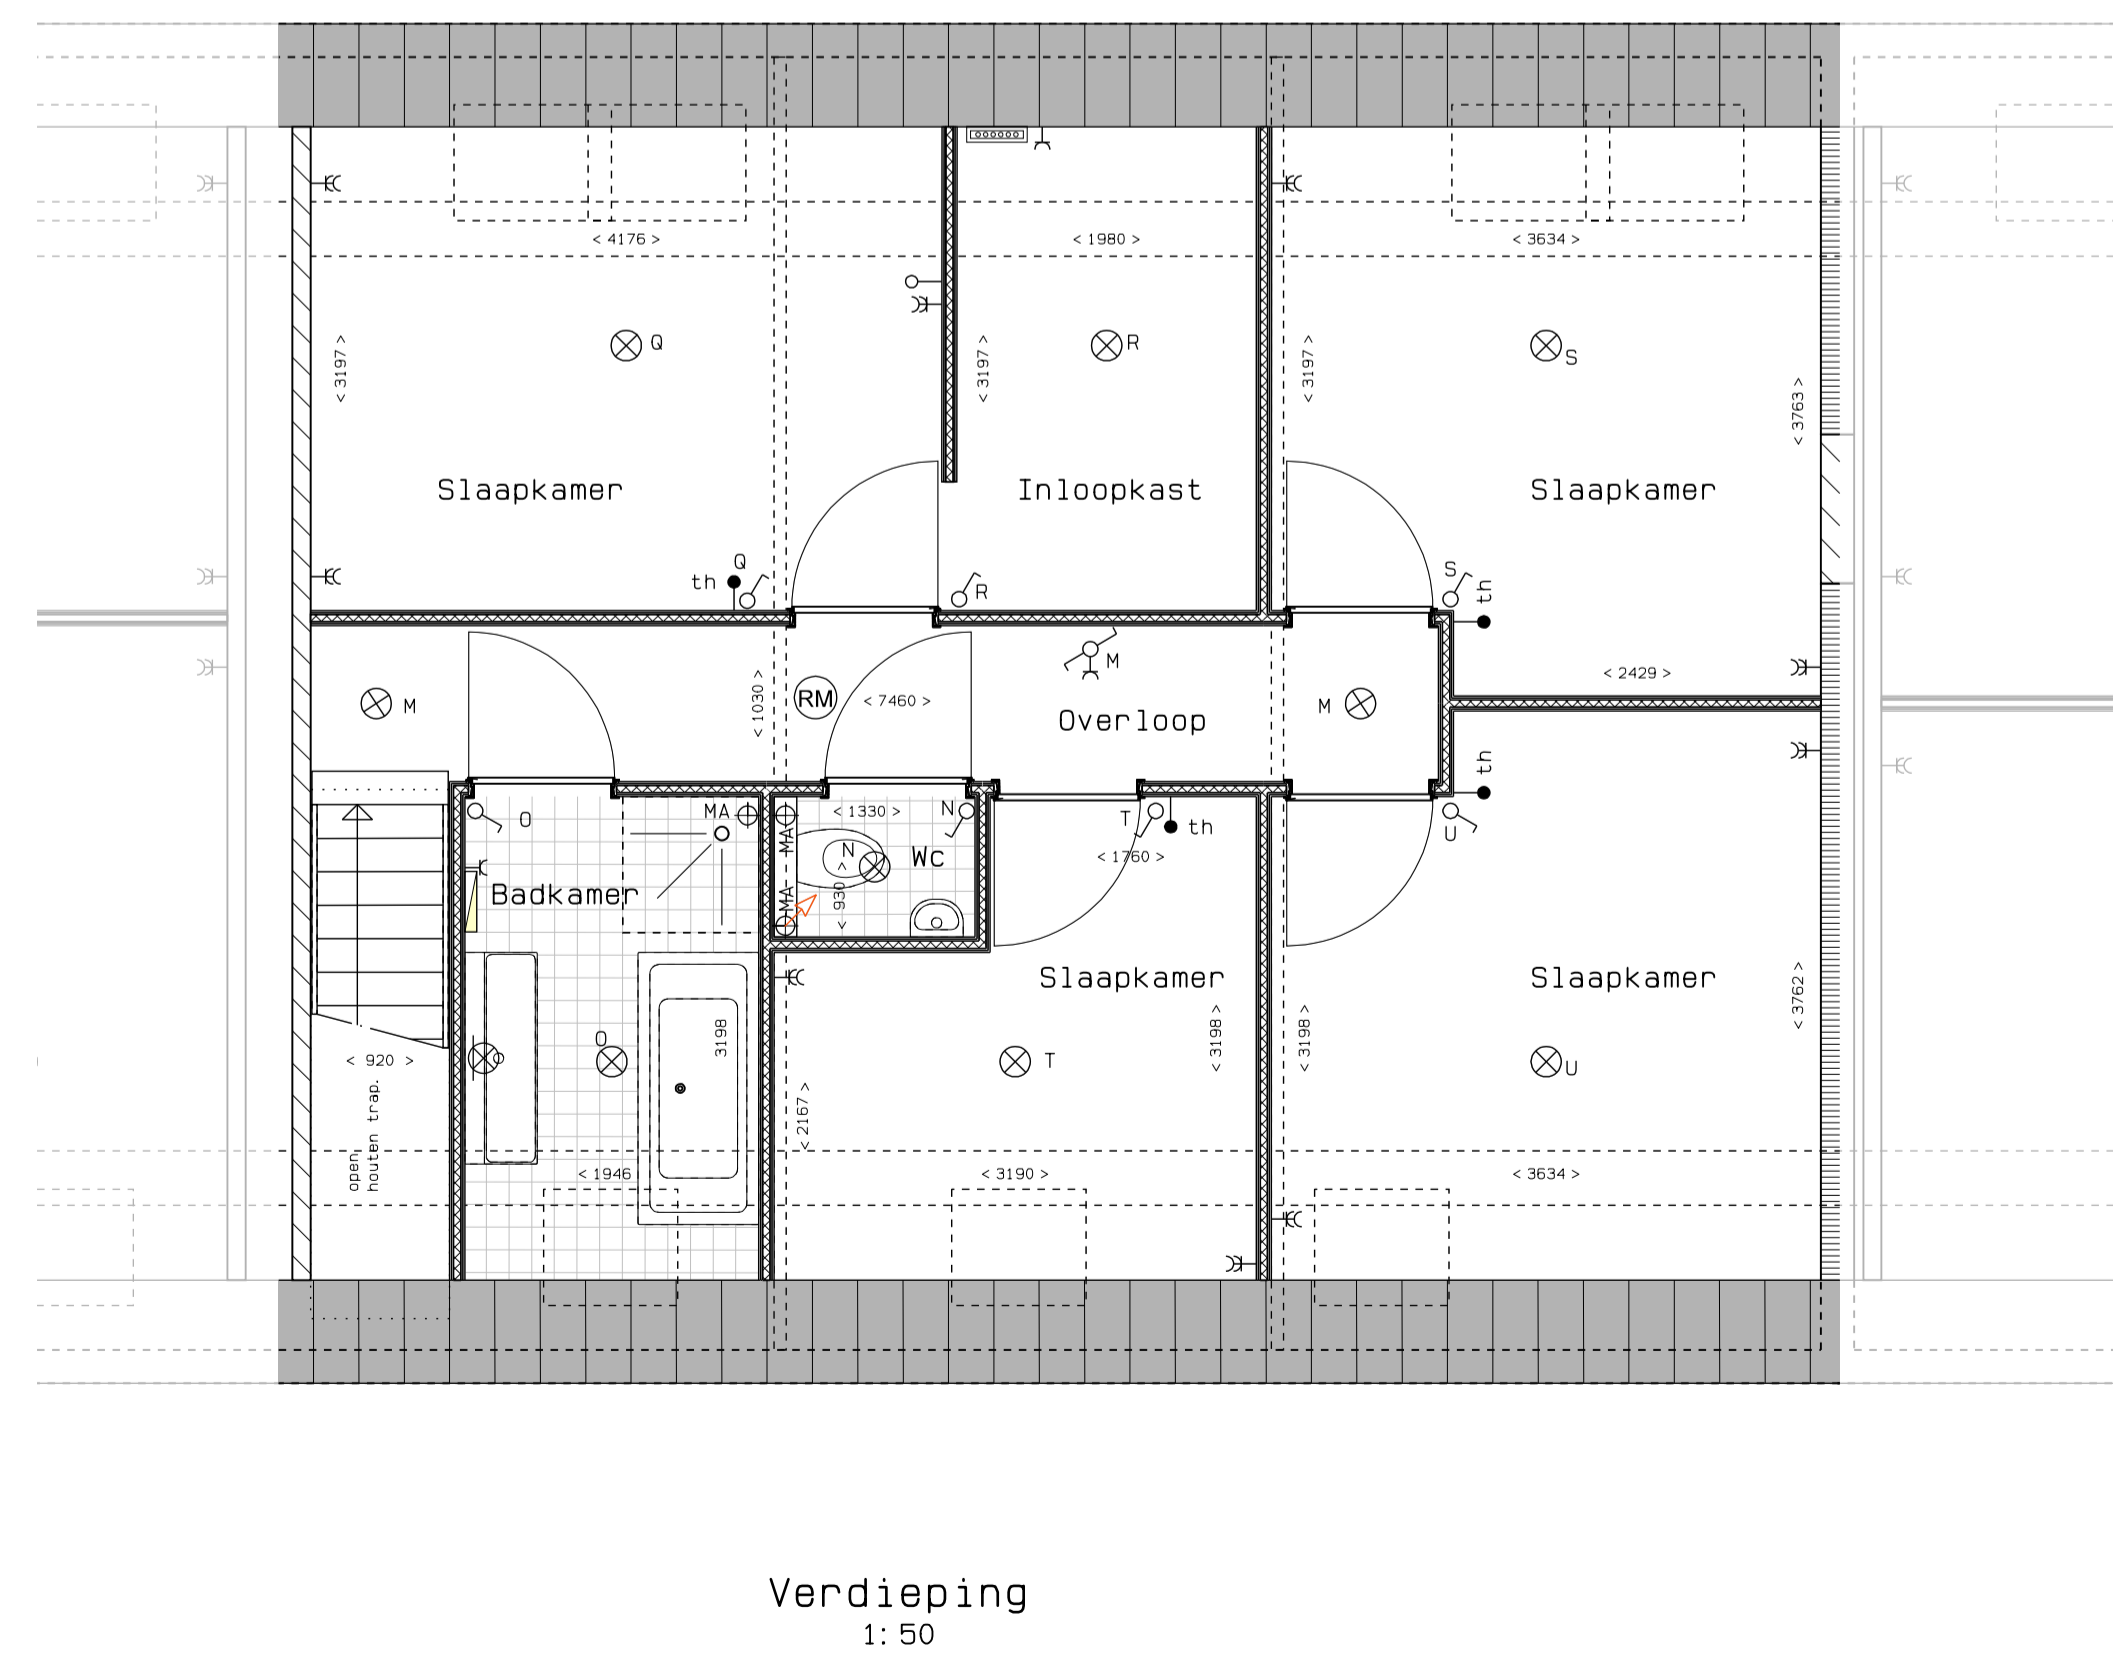 < 4176 >
< 1980 >
< 3634 >
< 3197 >
Q
< 3197 >
R
< 3197 >
S
< 3763 >
Slaapkamer
Inloopkast
Slaapkamer
th
Q
R
S
th
M
< 1030 >
RM
< 7460 >
M
Overloop
M
< 2429 >
th
O
MA
MA
< 1330 >
N
T
th
U
N
Wc
< 1760 >
Badkamer
MA
< 930 >
Slaapkamer
Slaapkamer
< 3762 >
O
3198
< 3198 >
< 3198 >
< 920 >
T
U
open
houten trap.
< 2167 >
< 1946
< 3190 >
< 3634 >
Verdieping
1:50